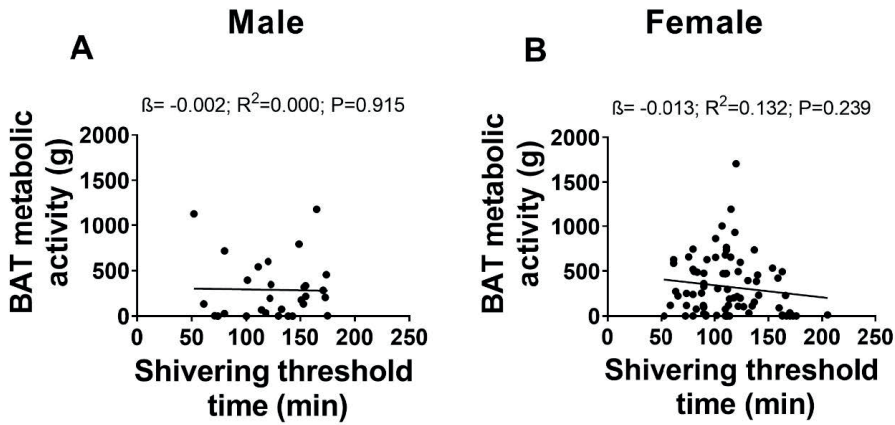 Male
A
ß= -0.002; R²=0.000; P=0.915
BAT metabolic
activity (g)
2000
1500
1000
500
0
0 50 100 150 200 250
Shivering threshold
time (min)
Female
B
ß= -0.013; R²=0.132; P=0.239
BAT metabolic
activity (g)
2000
1500
1000
500
0
0 50 100 150 200 250
Shivering threshold
time (min)